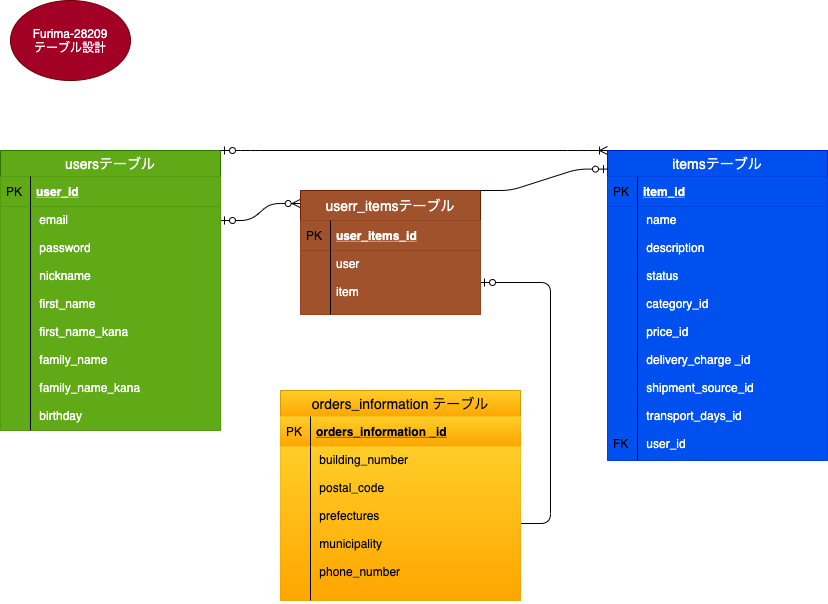 Furima-28209
テーブル設計
usersテーブル
PK user_id
email
password
nickname
first_name
first_name_kana
family_name
family_name_kana
birthday
userr_itemsテーブル
PK user_items_id
user
item
orders_information テーブル
PK orders_information _id
building_number
postal_code
prefectures
municipality
phone_number
itemsテーブル
PK item_id
name
description
status
category_id
price_id
delivery_charge _id
shipment_source_id
transport_days_id
FK user_id